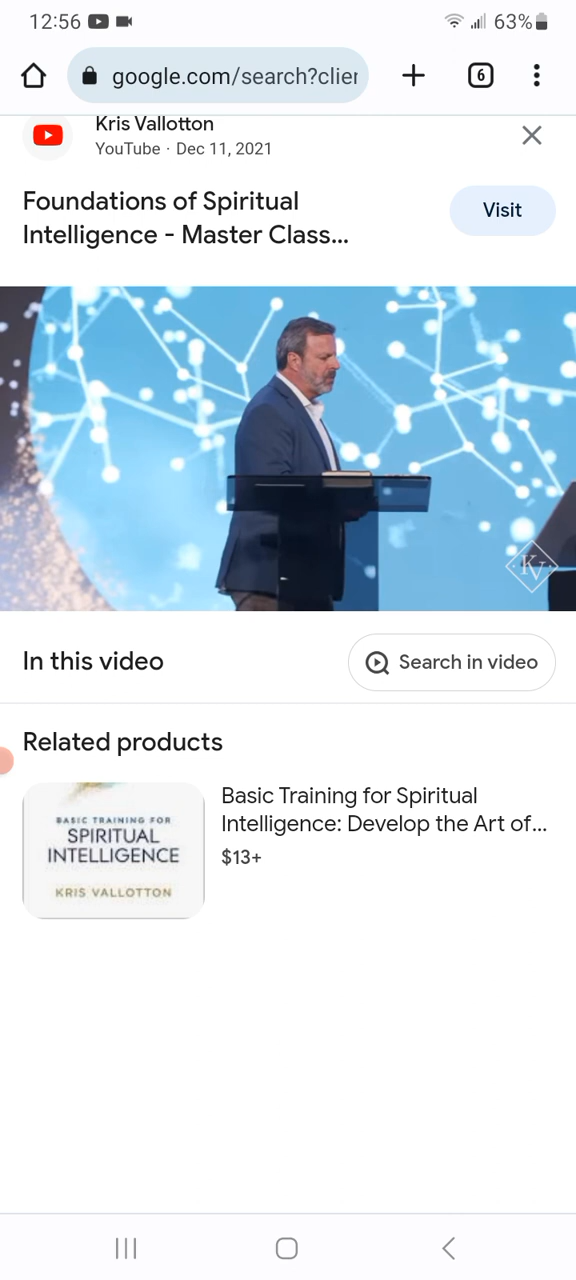 12:56
63%
google.com/search?clier
6
Kris Vallotton
YouTube · Dec 11, 2021
Foundations of Spiritual
Intelligence - Master Class...
Visit
KV
In this video
Search in video
Related products
BASIC TRAINING FOR
SPIRITUAL
INTELLIGENCE
KRIS VALLOTTON
Basic Training for Spiritual
Intelligence: Develop the Art of...
$13+